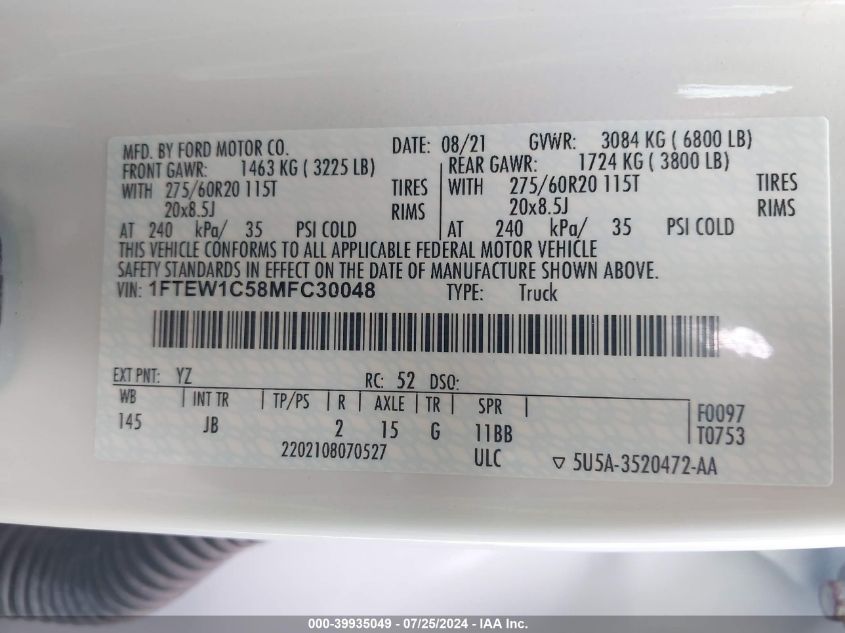 MFD. BY FORD MOTOR CO. DATE: 08/21 GVWR: 3084 KG ( 6800 LB)
FRONT GAWR: 1463 KG ( 3225 LB) REAR GAWR: 1724 KG ( 3800 LB)
WITH 275/60R20 115T TIRES WITH 275/60R20 115T TIRES
20x8.5J RIMS 20x8.5J RIMS
AT 240 kPa/ 35 PSI COLD AT 240 kPa/ 35 PSI COLD
THIS VEHICLE CONFORMS TO ALL APPLICABLE FEDERAL MOTOR VEHICLE
SAFETY STANDARDS IN EFFECT ON THE DATE OF MANUFACTURE SHOWN ABOVE.
VIN: 1FTEW1C58MFC30048 TYPE: Truck
EXT PNT: YZ RC: 52 DSO:
WB INT TR TP/PS R AXLE TR SPR F0097
145 JB 2 15 G 11BB T0753
2202108070527 ULC ▽ 5U5A-3520472-AA
000-39935049 - 07/25/2024 - IAA Inc.